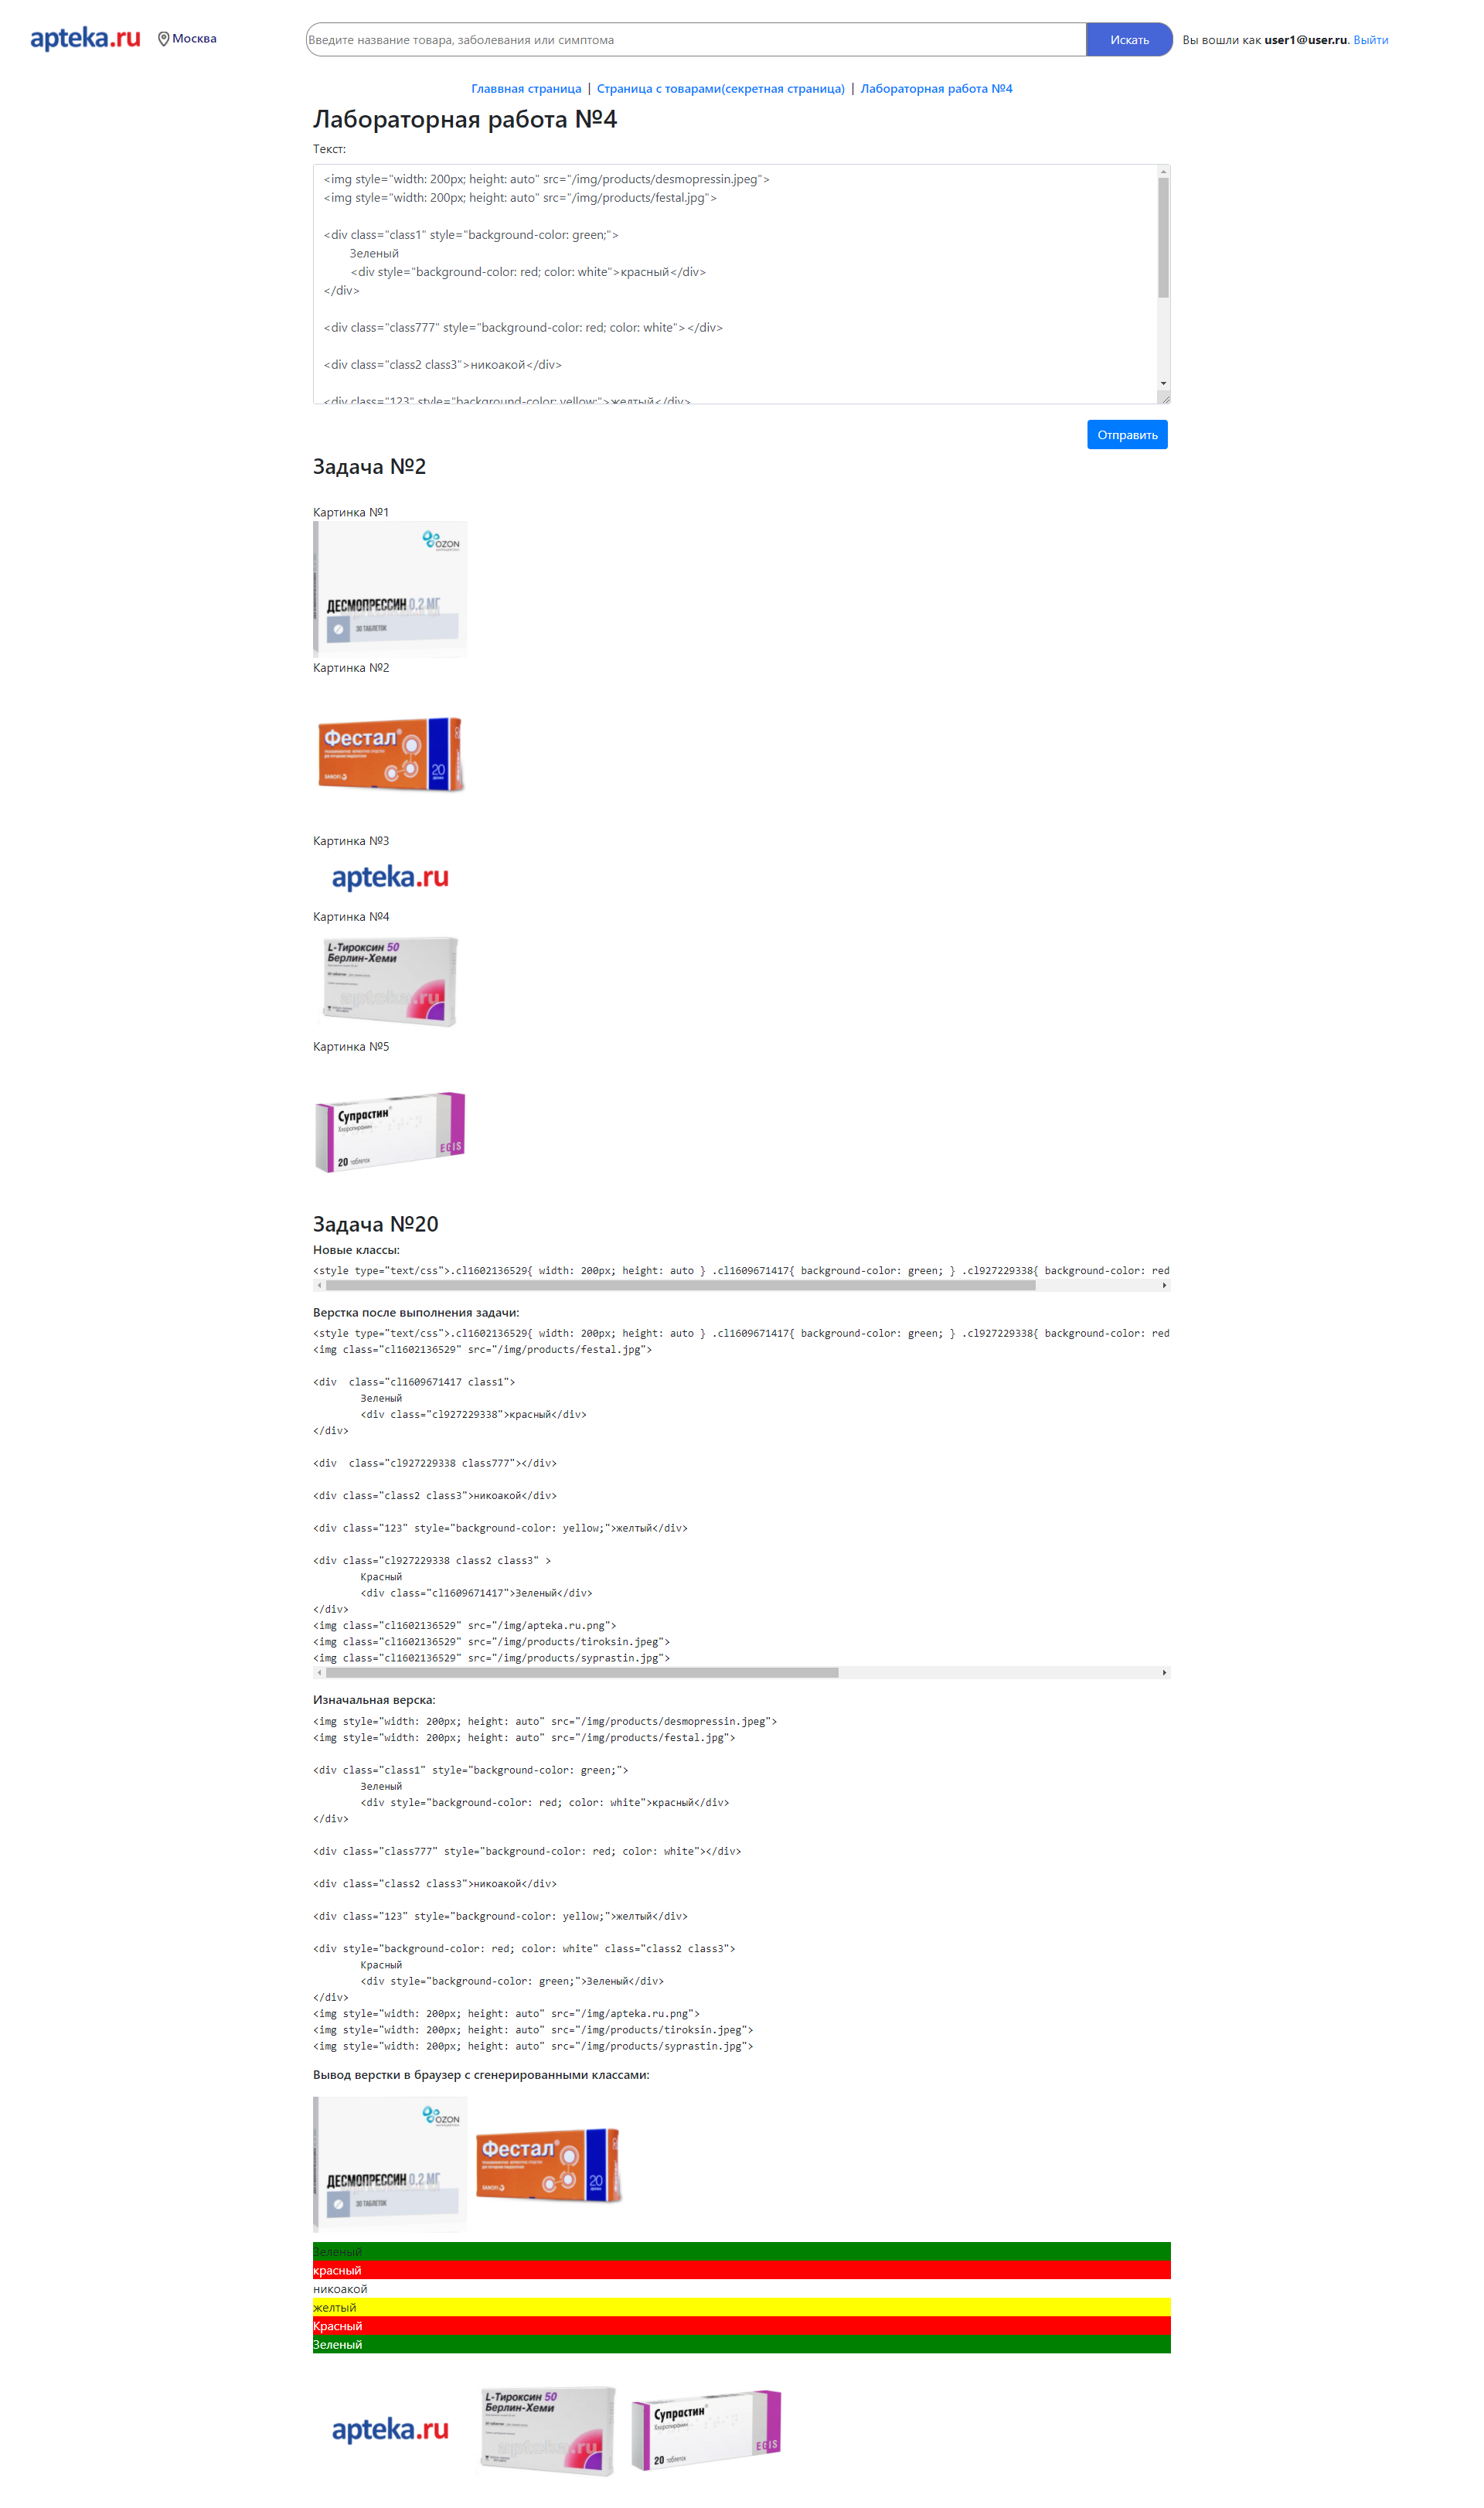 apteka.ru
Москва
Введите название товара, заболевания или симптома
Искать
Вы вошли как user1@user.ru. Выйти
Главвная страница | Страница с товарами(секретная страница) | Лабораторная работа №4
Лабораторная работа №4
Текст:
<img style="width: 200px; height: auto" src="/img/products/desmopressin.jpeg">
<img style="width: 200px; height: auto" src="/img/products/festal.jpg">
<div class="class1" style="background-color: green;">
Зеленый
<div style="background-color: red; color: white">красный</div>
</div>
<div class="class777" style="background-color: red; color: white"></div>
<div class="class2 class3">никоакой</div>
<div class="123" style="background-color: yellow;">желтый</div>
Отправить
Задача №2
Картинка №1
OZON
ДЕСМОПРЕССИН 0.2 МГ
30 ТАБЛЕТОК
Картинка №2
Фестал®
20
Картинка №3
apteka.ru
Картинка №4
L-Тироксин 50
Берлин-Хеми
apteka.ru
Картинка №5
Супрастин®
Хлоропирамин
EGIS
20 таблеток
Задача №20
Новые классы:
<style type="text/css">.cl1602136529{ width: 200px; height: auto } .cl1609671417{ background-color: green; } .cl927229338{ background-color: red
Верстка после выполнения задачи:
<style type="text/css">.cl1602136529{ width: 200px; height: auto } .cl1609671417{ background-color: green; } .cl927229338{ background-color: red
<img class="cl1602136529" src="/img/products/festal.jpg">
<div  class="cl1609671417 class1">
Зеленый
<div class="cl927229338">красный</div>
</div>
<div  class="cl927229338 class777"></div>
<div class="class2 class3">никоакой</div>
<div class="123" style="background-color: yellow;">желтый</div>
<div class="cl927229338 class2 class3" >
Красный
<div class="cl1609671417">Зеленый</div>
</div>
<img class="cl1602136529" src="/img/apteka.ru.png">
<img class="cl1602136529" src="/img/products/tiroksin.jpeg">
<img class="cl1602136529" src="/img/products/syprastin.jpg">
Изначальная верска:
<img style="width: 200px; height: auto" src="/img/products/desmopressin.jpeg">
<img style="width: 200px; height: auto" src="/img/products/festal.jpg">
<div class="class1" style="background-color: green;">
Зеленый
<div style="background-color: red; color: white">красный</div>
</div>
<div class="class777" style="background-color: red; color: white"></div>
<div class="class2 class3">никоакой</div>
<div class="123" style="background-color: yellow;">желтый</div>
<div style="background-color: red; color: white" class="class2 class3">
Красный
<div style="background-color: green;">Зеленый</div>
</div>
<img style="width: 200px; height: auto" src="/img/apteka.ru.png">
<img style="width: 200px; height: auto" src="/img/products/tiroksin.jpeg">
<img style="width: 200px; height: auto" src="/img/products/syprastin.jpg">
Вывод верстки в браузер с сгенерированными классами:
OZON
ДЕСМОПРЕССИН 0.2 МГ
30 ТАБЛЕТОК
Фестал®
20
Зеленый
красный
никоакой
желтый
Красный
Зеленый
apteka.ru
L-Тироксин 50
Берлин-Хеми
apteka.ru
Супрастин®
Хлоропирамин
EGIS
20 таблеток